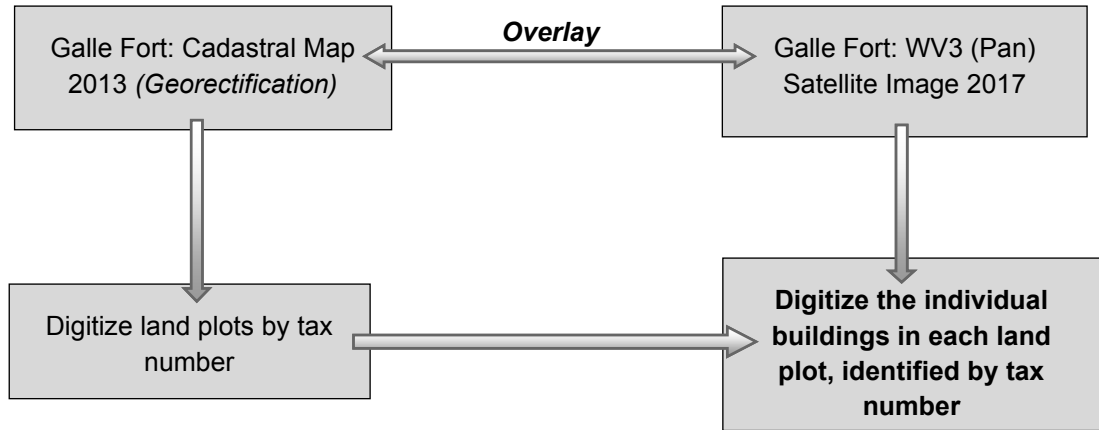 Galle Fort: Cadastral Map
2013 (Georectification)
Overlay
Galle Fort: WV3 (Pan)
Satellite Image 2017
Digitize land plots by tax
number
Digitize the individual
buildings in each land
plot, identified by tax
number